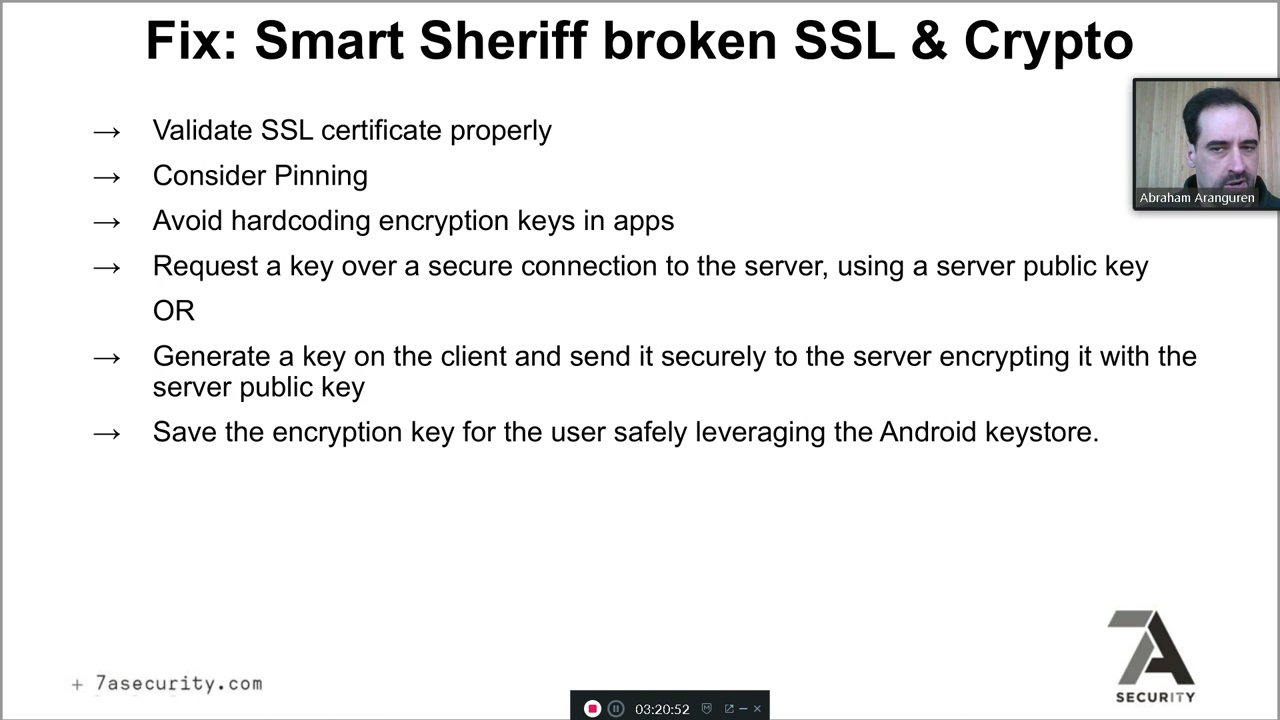 Fix: Smart Sheriff broken SSL & Crypto
→ Validate SSL certificate properly
→ Consider Pinning
→ Avoid hardcoding encryption keys in apps
→ Request a key over a secure connection to the server, using a server public key
OR
→ Generate a key on the client and send it securely to the server encrypting it with the
server public key
→ Save the encryption key for the user safely leveraging the Android keystore.
Abraham Aranguren
+ 7asecurity.com
7A
SECURITY
03:20:52